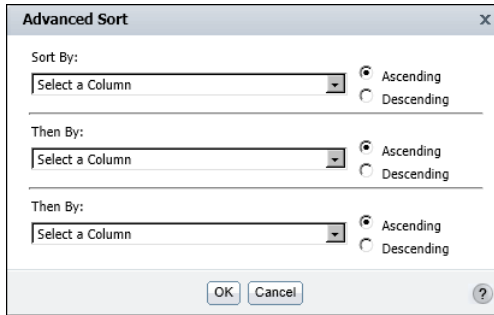 Advanced Sort x
Sort By:
Select a Column
Ascending
Descending
Then By:
Select a Column
Ascending
Descending
Then By:
Select a Column
Ascending
Descending
OK Cancel ?